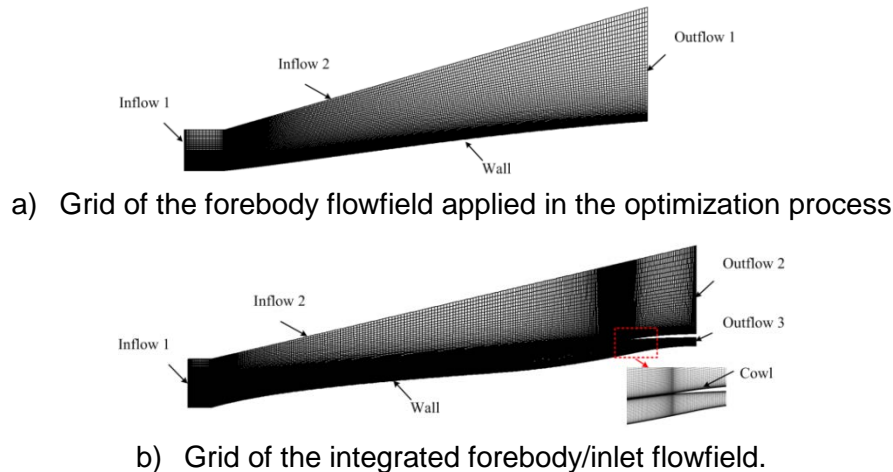 Outflow 1
Inflow 2
Inflow 1
Wall
a) Grid of the forebody flowfield applied in the optimization process
Outflow 2
Inflow 2
Outflow 3
Inflow 1
Cowl
Wall
b) Grid of the integrated forebody/inlet flowfield.